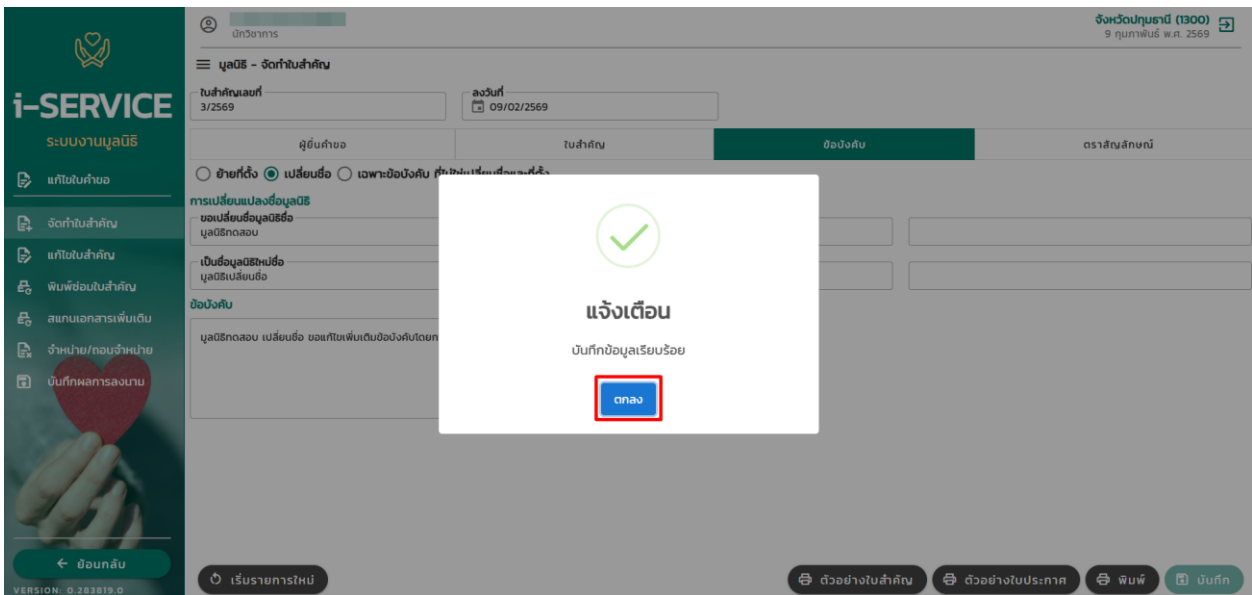 นักวิชาการ
จังหวัดปทุมธานี (1300)
9 กุมภาพันธ์ พ.ศ. 2569
i-SERVICE
ระบบงานมูลนิธิ
แก้ไขใบคำขอ
จัดทำใบสำคัญ
แก้ไขใบสำคัญ
พิมพ์ซ่อมใบสำคัญ
สแกนเอกสารเพิ่มเติม
จำหน่าย/ถอนจำหน่าย
บันทึกผลการลงนาม
ย้อนกลับ
VERSION: 0.283819.0
มูลนิธิ - จัดทำใบสำคัญ
ใบสำคัญเลขที่
3/2569
ลงวันที่
09/02/2569
ผู้ยื่นคำขอ
ใบสำคัญ
ข้อบังคับ
ตราสัญลักษณ์
ย้ายที่ตั้ง เปลี่ยนชื่อ เฉพาะข้อบังคับ ที่ไม่ใช่เปลี่ยนชื่อและที่ตั้ง
การเปลี่ยนแปลงชื่อมูลนิธิ
ขอเปลี่ยนชื่อมูลนิธิชื่อ
มูลนิธิทดสอบ
เป็นชื่อมูลนิธิใหม่ชื่อ
มูลนิธิเปลี่ยนชื่อ
ข้อบังคับ
มูลนิธิทดสอบ เปลี่ยนชื่อ ขอแก้ไขเพิ่มเติมข้อบังคับโดยก
แจ้งเตือน
บันทึกข้อมูลเรียบร้อย
ตกลง
เริ่มรายการใหม่
ตัวอย่างใบสำคัญ
ตัวอย่างใบประกาศ
พิมพ์
บันทึก